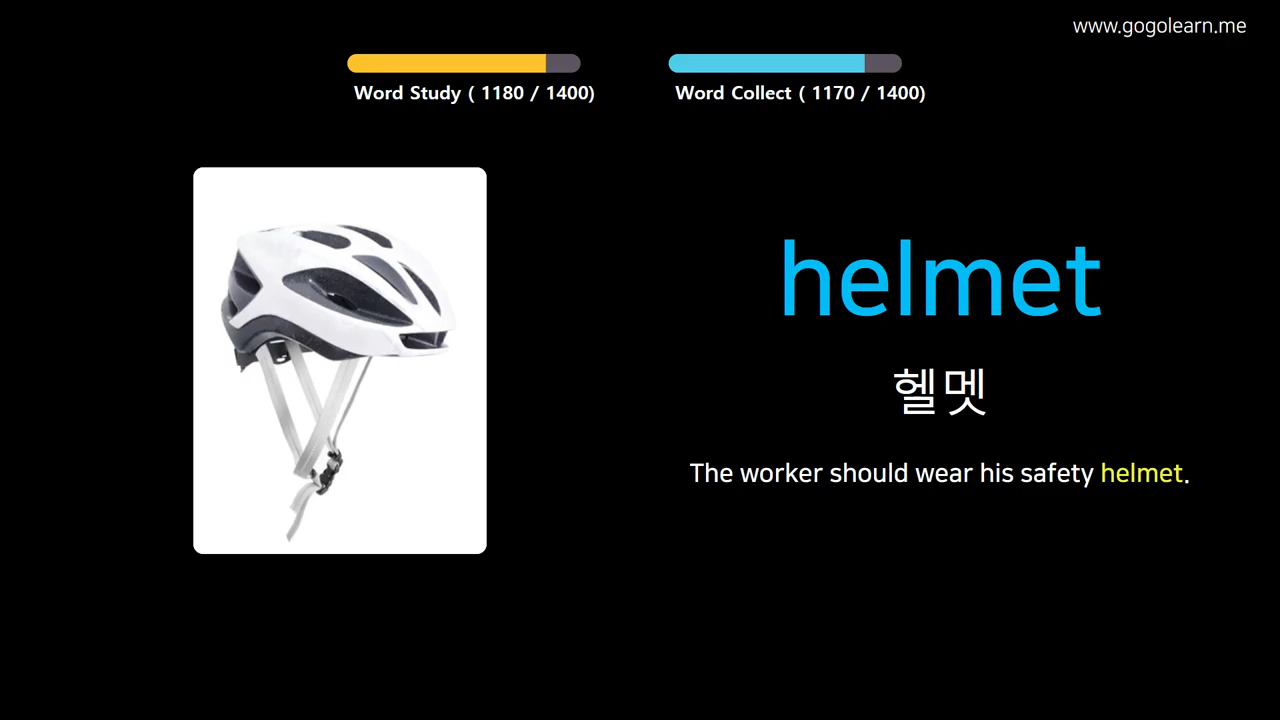 www.gogolearn.me
Word Study ( 1180 / 1400)
Word Collect ( 1170 / 1400)
helmet
헬멧
The worker should wear his safety helmet.